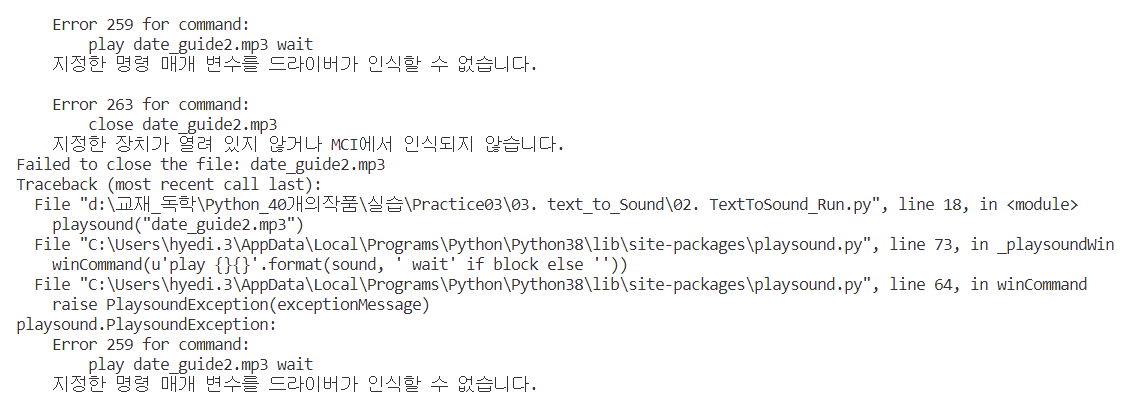 Error 259 for command:
play date_guide2.mp3 wait
지정한 명령 매개 변수를 드라이버가 인식할 수 없습니다.
Error 263 for command:
close date_guide2.mp3
지정한 장치가 열려 있지 않거나 MCI에서 인식되지 않습니다.
Failed to close the file: date_guide2.mp3
Traceback (most recent call last):
File "d:\교재_독학\Python_40개의작품\실습\Practice03\03. text_to_Sound\02. TextToSound_Run.py", line 18, in <module>
playsound("date_guide2.mp3")
File "C:\Users\hyedi.3\AppData\Local\Programs\Python\Python38\lib\site-packages\playsound.py", line 73, in _playsoundWin
winCommand(u'play {}{}'.format(sound, ' wait' if block else ''))
File "C:\Users\hyedi.3\AppData\Local\Programs\Python\Python38\lib\site-packages\playsound.py", line 64, in winCommand
raise PlaysoundException(exceptionMessage)
playsound.PlaysoundException:
Error 259 for command:
play date_guide2.mp3 wait
지정한 명령 매개 변수를 드라이버가 인식할 수 없습니다.